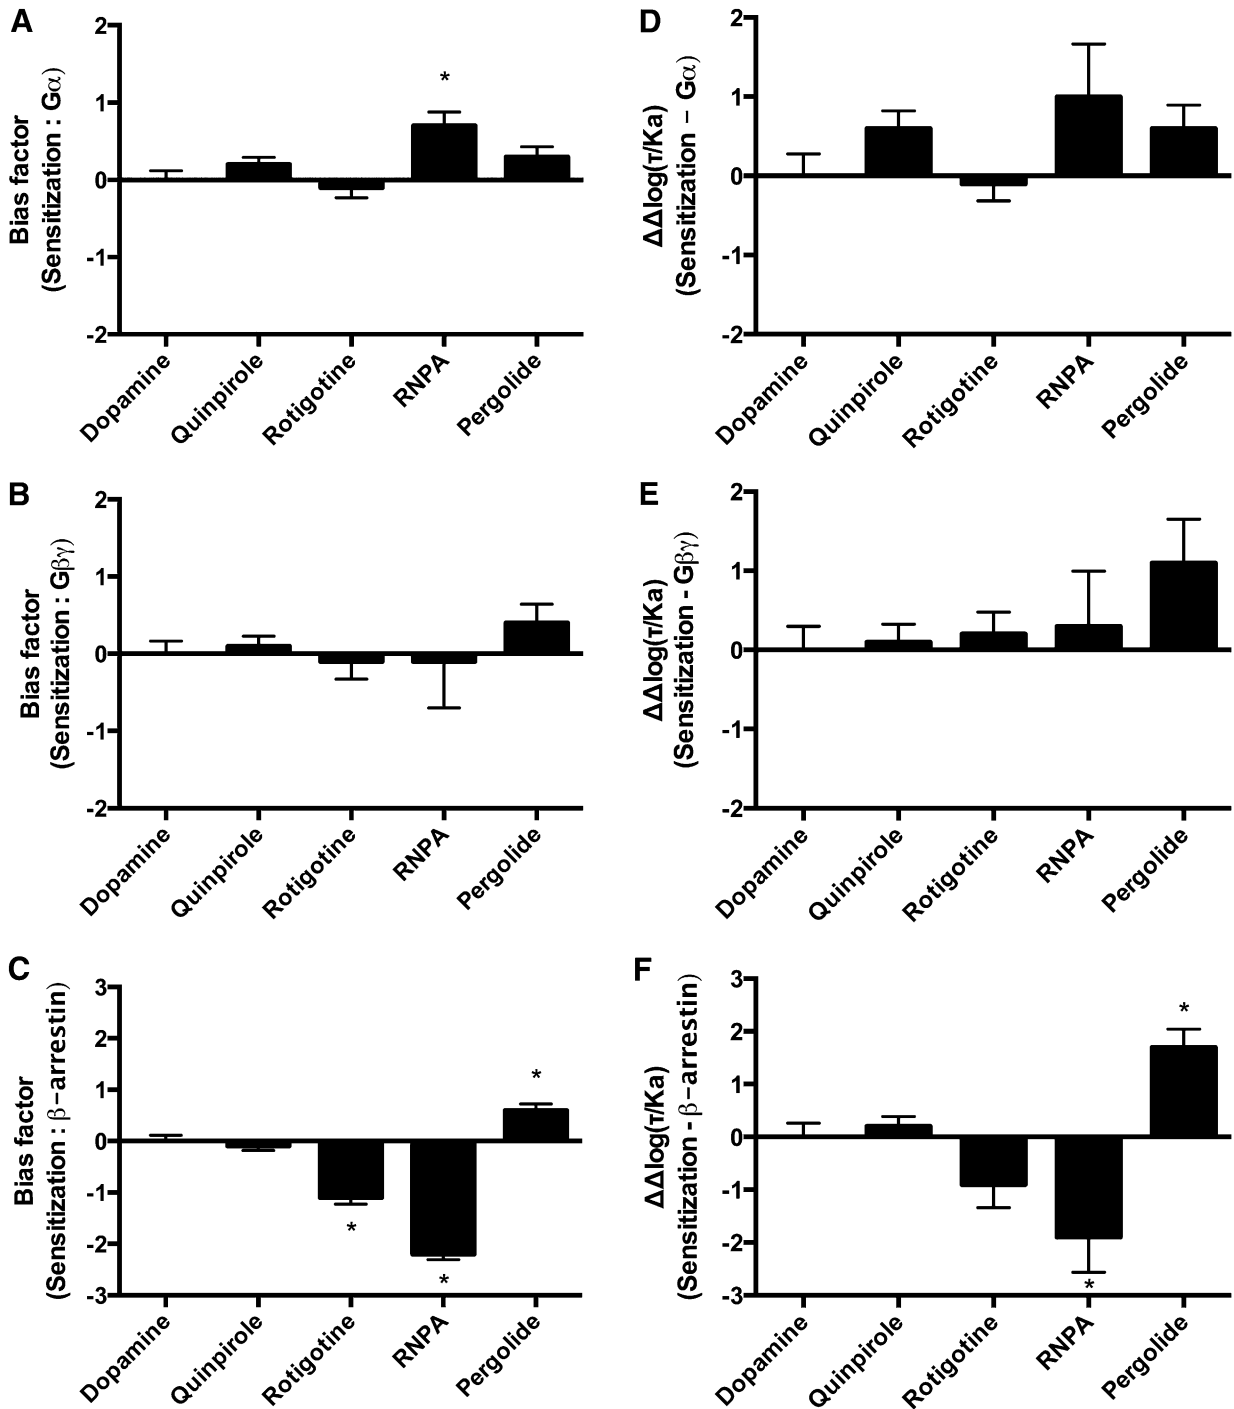 A
Bias factor
(Sensitization : Gα)
2
1
0
-1
-2
*
Dopamine
Quinpirole
Rotigotine
RNPA
Pergolide
D
ΔΔlog(τ/Ka)
(Sensitization – Gα)
2
1
0
-1
-2
Dopamine
Quinpirole
Rotigotine
RNPA
Pergolide
B
Bias factor
(Sensitization : Gβγ)
2
1
0
-1
-2
Dopamine
Quinpirole
Rotigotine
RNPA
Pergolide
E
ΔΔlog(τ/Ka)
(Sensitization - Gβγ)
2
1
0
-1
-2
Dopamine
Quinpirole
Rotigotine
RNPA
Pergolide
C
Bias factor
(Sensitization : β−arrestin)
3
2
1
0
-1
-2
-3
*
*
*
Dopamine
Quinpirole
Rotigotine
RNPA
Pergolide
F
ΔΔlog(τ/Ka)
(Sensitization - β−arrestin)
3
2
1
0
-1
-2
-3
*
*
Dopamine
Quinpirole
Rotigotine
RNPA
Pergolide